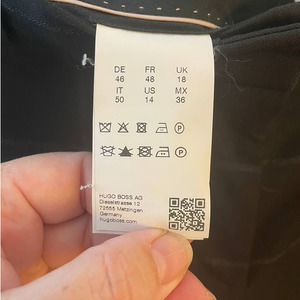 DE FR UK
46 48 18
IT US MX
50 14 36
P
P
HUGO BOSS AG
Dieselstrasse 12
72555 Metzingen
Germany
hugoboss.com